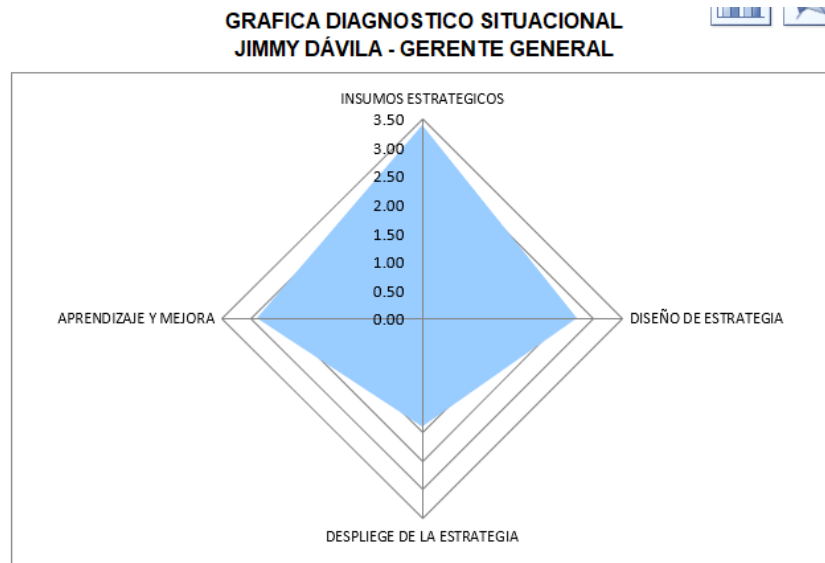 GRAFICA DIAGNOSTICO SITUACIONAL
JIMMY DÁVILA - GERENTE GENERAL
INSUMOS ESTRATEGICOS
3.50
3.00
2.50
2.00
1.50
1.00
0.50
0.00
APRENDIZAJE Y MEJORA
DISEÑO DE ESTRATEGIA
DESPLIEGE DE LA ESTRATEGIA